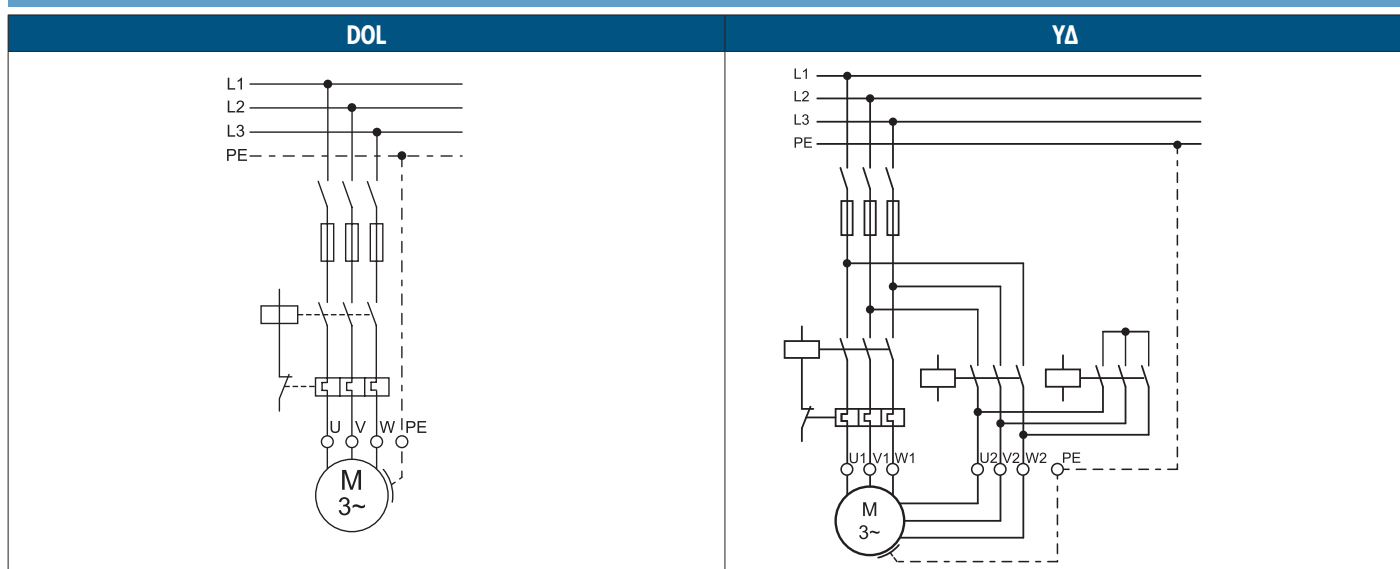 DOL
YΔ
L1
L2
L3
PE
U V W PE
M
3~
L1
L2
L3
PE
U1 V1 W1 U2 V2 W2 PE
M
3~